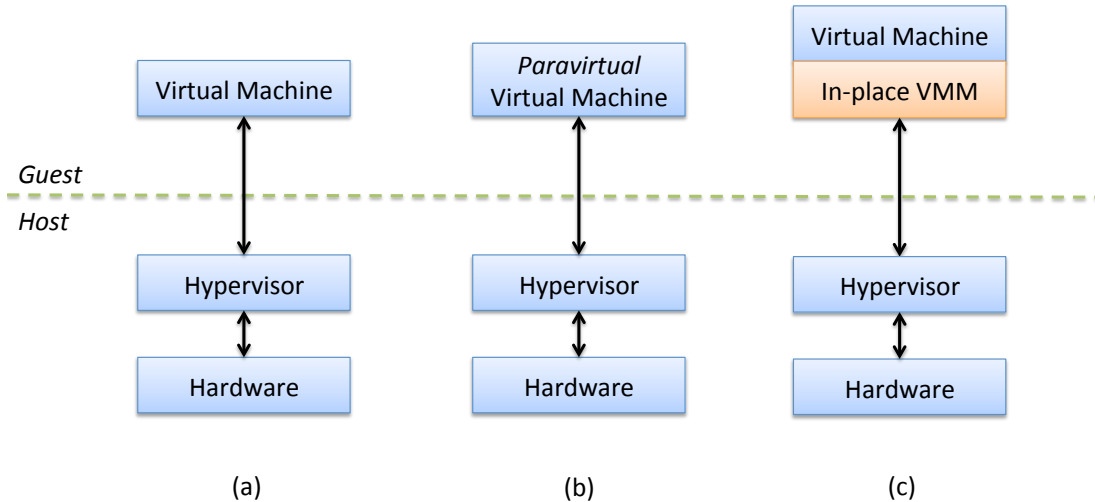 Virtual Machine
Paravirtual
Virtual Machine
Virtual Machine
In-place VMM
Guest
Host
Hypervisor
Hypervisor
Hypervisor
Hardware
Hardware
Hardware
(a)
(b)
(c)